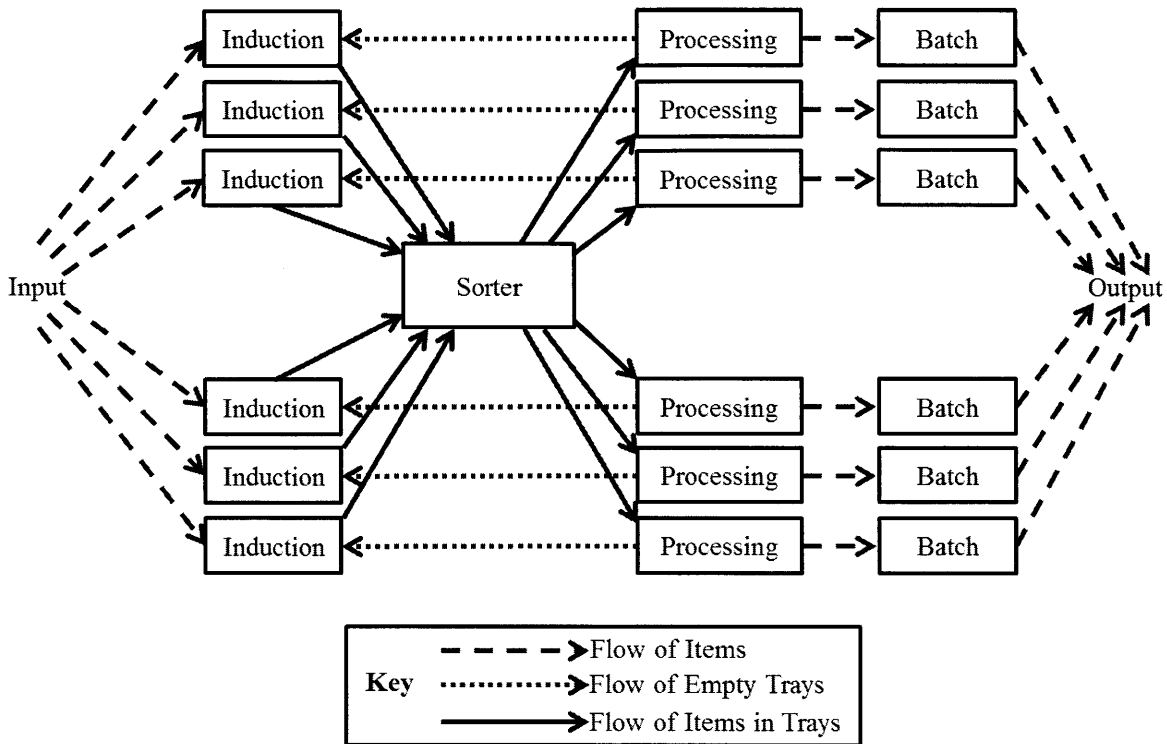 Induction Processing Batch
Induction Processing Batch
Induction Processing Batch
Input Sorter Output
Induction Processing Batch
Induction Processing Batch
Induction Processing Batch
Flow of Items
Key Flow of Empty Trays
Flow of Items in Trays